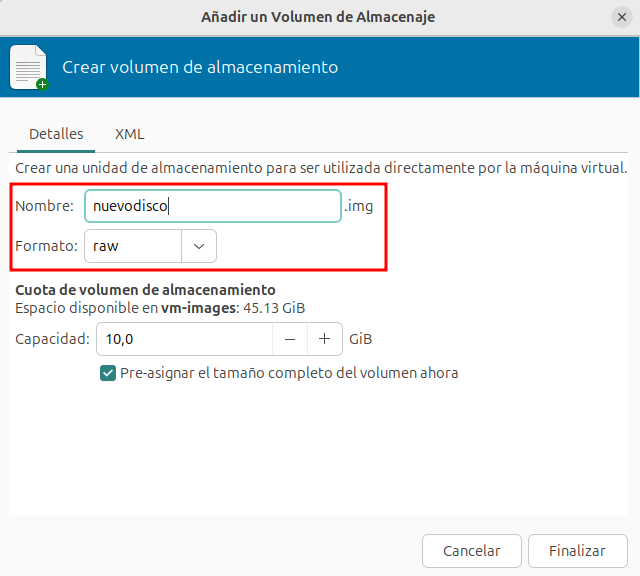 Añadir un Volumen de Almacenaje
Crear volumen de almacenamiento
Detalles XML
Crear una unidad de almacenamiento para ser utilizada directamente por la máquina virtual.
Nombre: nuevodisco .img
Formato: raw
Cuota de volumen de almacenamiento
Espacio disponible en vm-images: 45.13 GiB
Capacidad: 10,0 GiB
Pre-asignar el tamaño completo del volumen ahora
Cancelar Finalizar